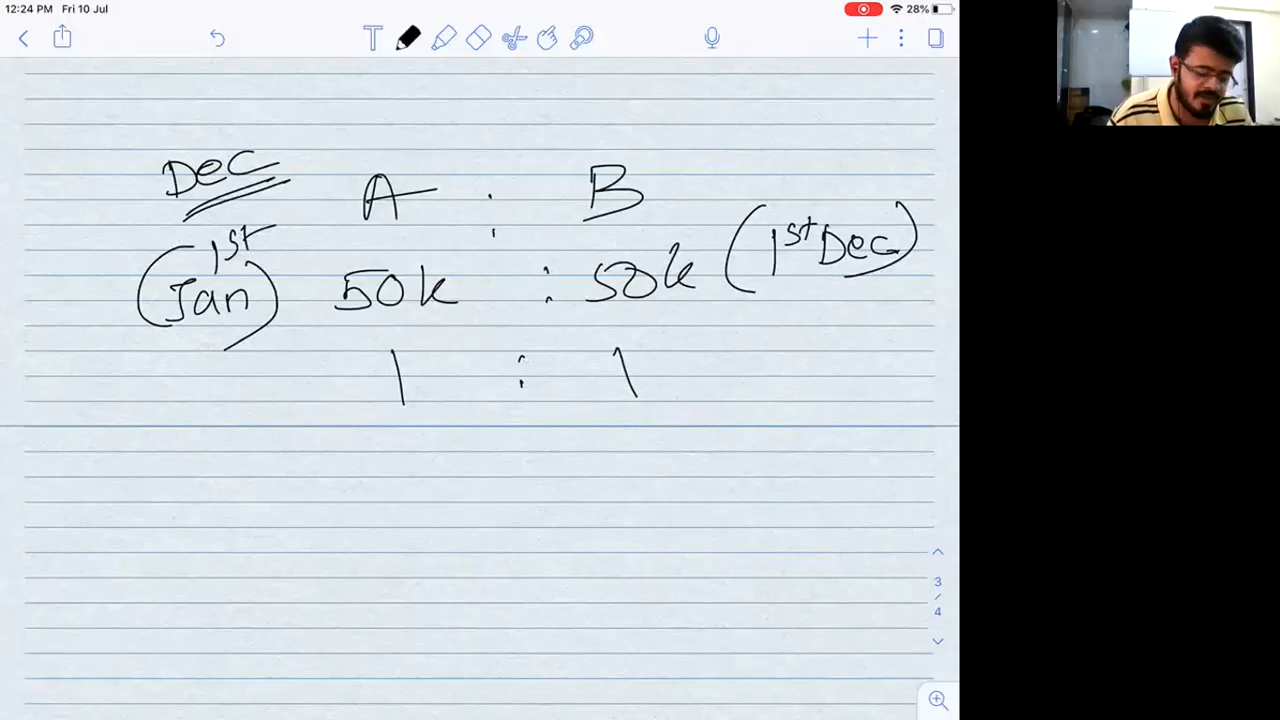 12:24 PM Fri 10 Jul 28%
T
Dec A : B
1st
(Jan) 50k : 50k (1st Dec)
1 : 1
3
/
4